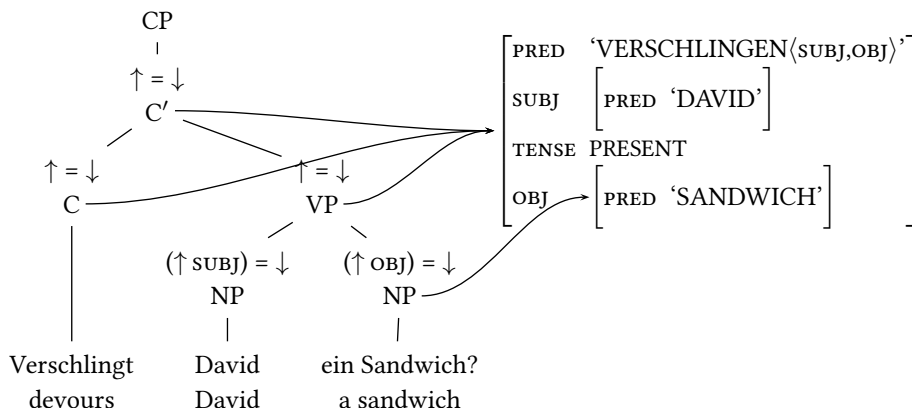 CP
↑ = ↓
C′
↑ = ↓
↑ = ↓
C
VP
(↑ SUBJ) = ↓
(↑ OBJ) = ↓
NP
NP
Verschlingt David ein Sandwich?
devours David a sandwich
PRED ‘VERSCHLINGEN⟨SUBJ,OBJ⟩’
SUBJ [PRED ‘DAVID’]
TENSE PRESENT
OBJ [PRED ‘SANDWICH’]